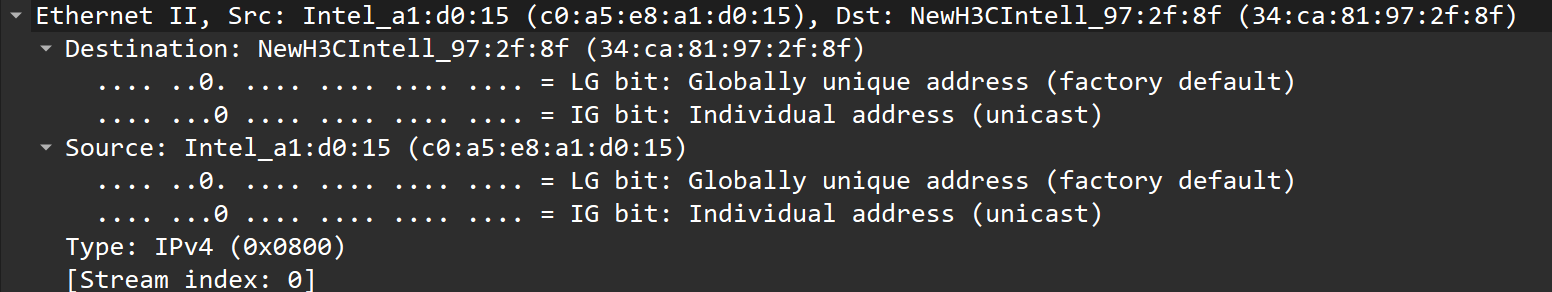 Ethernet II, Src: Intel_a1:d0:15 (c0:a5:e8:a1:d0:15), Dst: NewH3CIntell_97:2f:8f (34:ca:81:97:2f:8f)
Destination: NewH3CIntell_97:2f:8f (34:ca:81:97:2f:8f)
.... ..0. .... .... .... .... = LG bit: Globally unique address (factory default)
.... ...0 .... .... .... .... = IG bit: Individual address (unicast)
Source: Intel_a1:d0:15 (c0:a5:e8:a1:d0:15)
.... ..0. .... .... .... .... = LG bit: Globally unique address (factory default)
.... ...0 .... .... .... .... = IG bit: Individual address (unicast)
Type: IPv4 (0x0800)
[Stream index: 0]